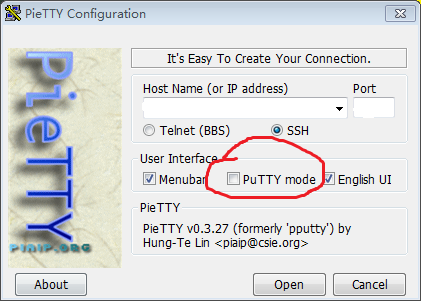 PieTTY Configuration
PieTTY
PIAIP.ORG
It's Easy To Create Your Connection.
Host Name (or IP address) Port
Telnet (BBS) SSH
User Interface
Menubar PuTTY mode English UI
PieTTY
PieTTY v0.3.27 (formerly 'pputty') by
Hung-Te Lin <piaip@csie.org>
About Open Cancel